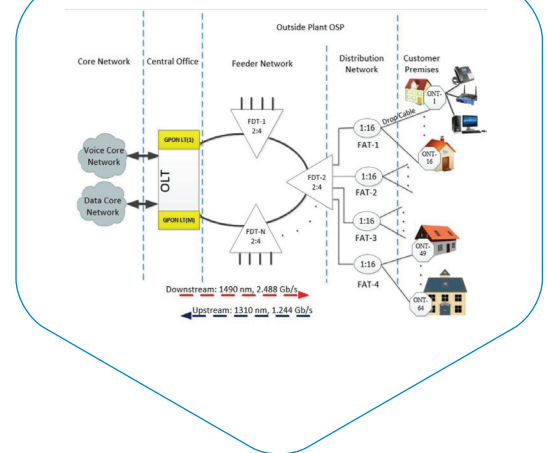 Outside Plant OSP
Core Network
Central Office
Feeder Network
Distribution
Network
Customer
Premises
Voice Core
Network
Data Core
Network
GPON LT(1)
OLT
GPON LT(M)
FDT-1
2:4
FDT-2
2:4
FDT-N
2:4
1:16
FAT-1
1:16
FAT-2
1:16
FAT-3
1:16
FAT-4
Drop Cable
ONT-
1
ONT-
16
ONT-
49
ONT-
64
Downstream: 1490 nm, 2.488 Gb/s
Upstream: 1310 nm, 1.244 Gb/s